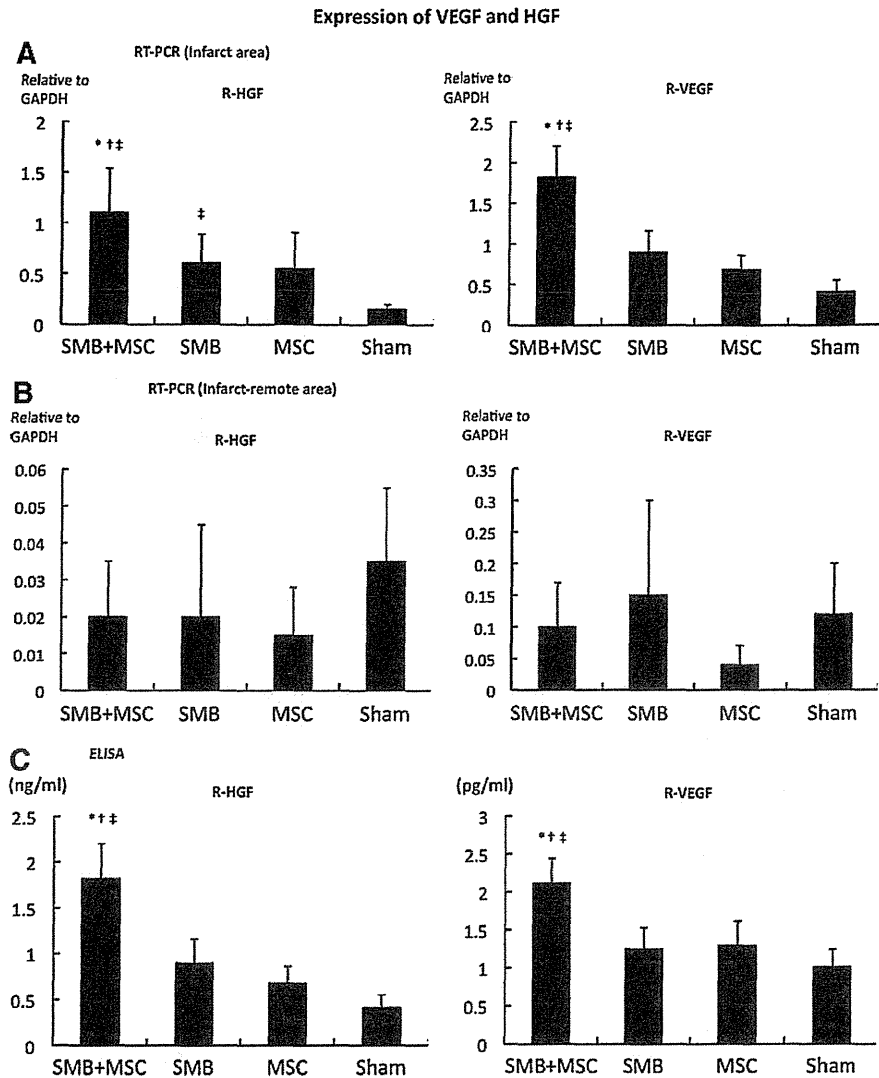 Expression of VEGF and HGF
A RT-PCR (Infarct area)
Relative to
GAPDH
R-HGF
2
1.5
1
0.5
0
* †‡
‡
SMB+MSC SMB MSC Sham
Relative to
GAPDH
R-VEGF
2.5
2
1.5
1
0.5
0
* †‡
SMB+MSC SMB MSC Sham
B RT-PCR (Infarct-remote area)
Relative to
GAPDH
R-HGF
0.06
0.05
0.04
0.03
0.02
0.01
0
SMB+MSC SMB MSC Sham
Relative to
GAPDH
R-VEGF
0.35
0.3
0.25
0.2
0.15
0.1
0.05
0
SMB+MSC SMB MSC Sham
C ELISA
(ng/ml)
R-HGF
2.5
2
1.5
1
0.5
0
*†‡
SMB+MSC SMB MSC Sham
(pg/ml)
R-VEGF
3
2.5
2
1.5
1
0.5
0
*†‡
SMB+MSC SMB MSC Sham